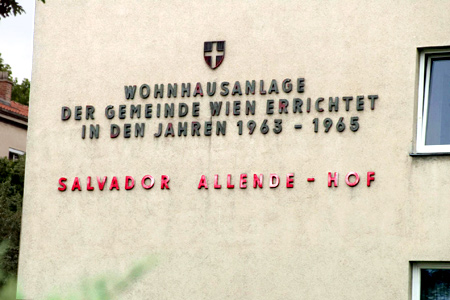 WOHNHAUSANLAGE
DER GEMEINDE WIEN ERRICHTET
IN DEN JAHREN 1963 - 1965
SALVADOR ALLENDE - HOF